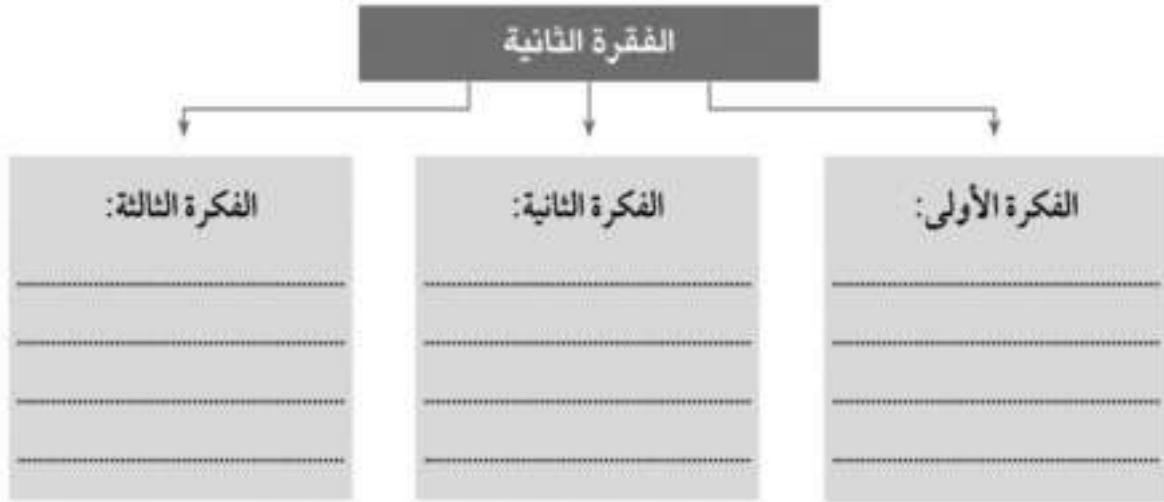 الفقرة الثانية
الفكرة الأولى:
الفكرة الثانية:
الفكرة الثالثة: